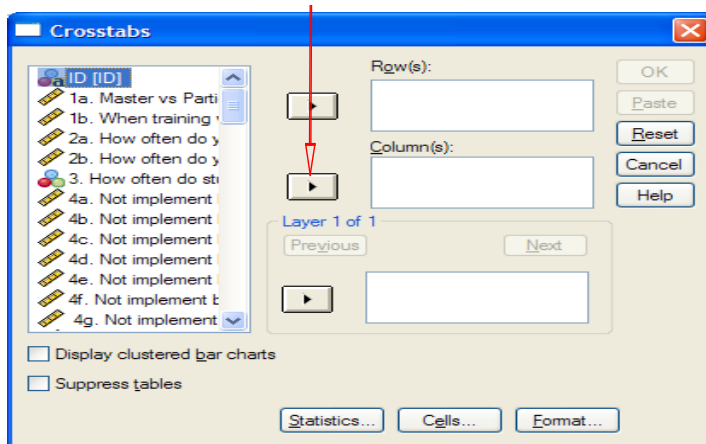 Crosstabs
ID [ID]
1a. Master vs Parti
1b. When training
2a. How often do y
2b. How often do y
3. How often do stu
4a. Not implement
4b. Not implement
4c. Not implement
4d. Not implement
4e. Not implement
4f. Not implement b
4g. Not implement
Row(s):
Column(s):
Layer 1 of 1
Previous
Next
OK
Paste
Reset
Cancel
Help
Display clustered bar charts
Suppress tables
Statistics...
Cells...
Format...